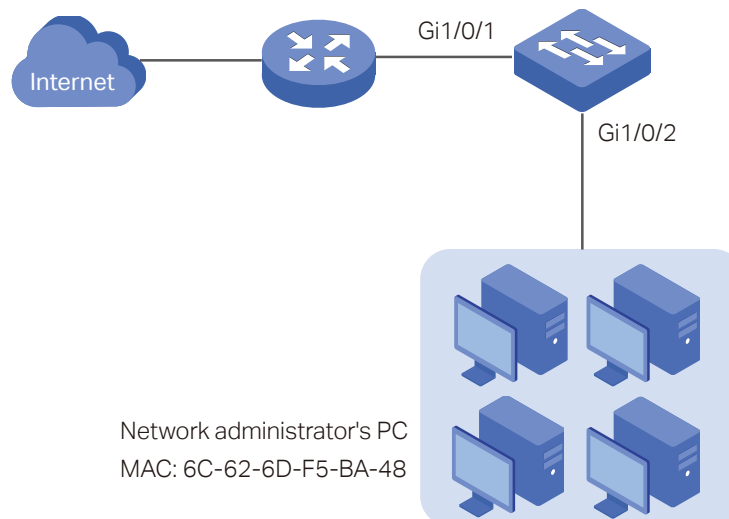 Internet
Gi1/0/1
Gi1/0/2
Network administrator's PC
MAC: 6C-62-6D-F5-BA-48